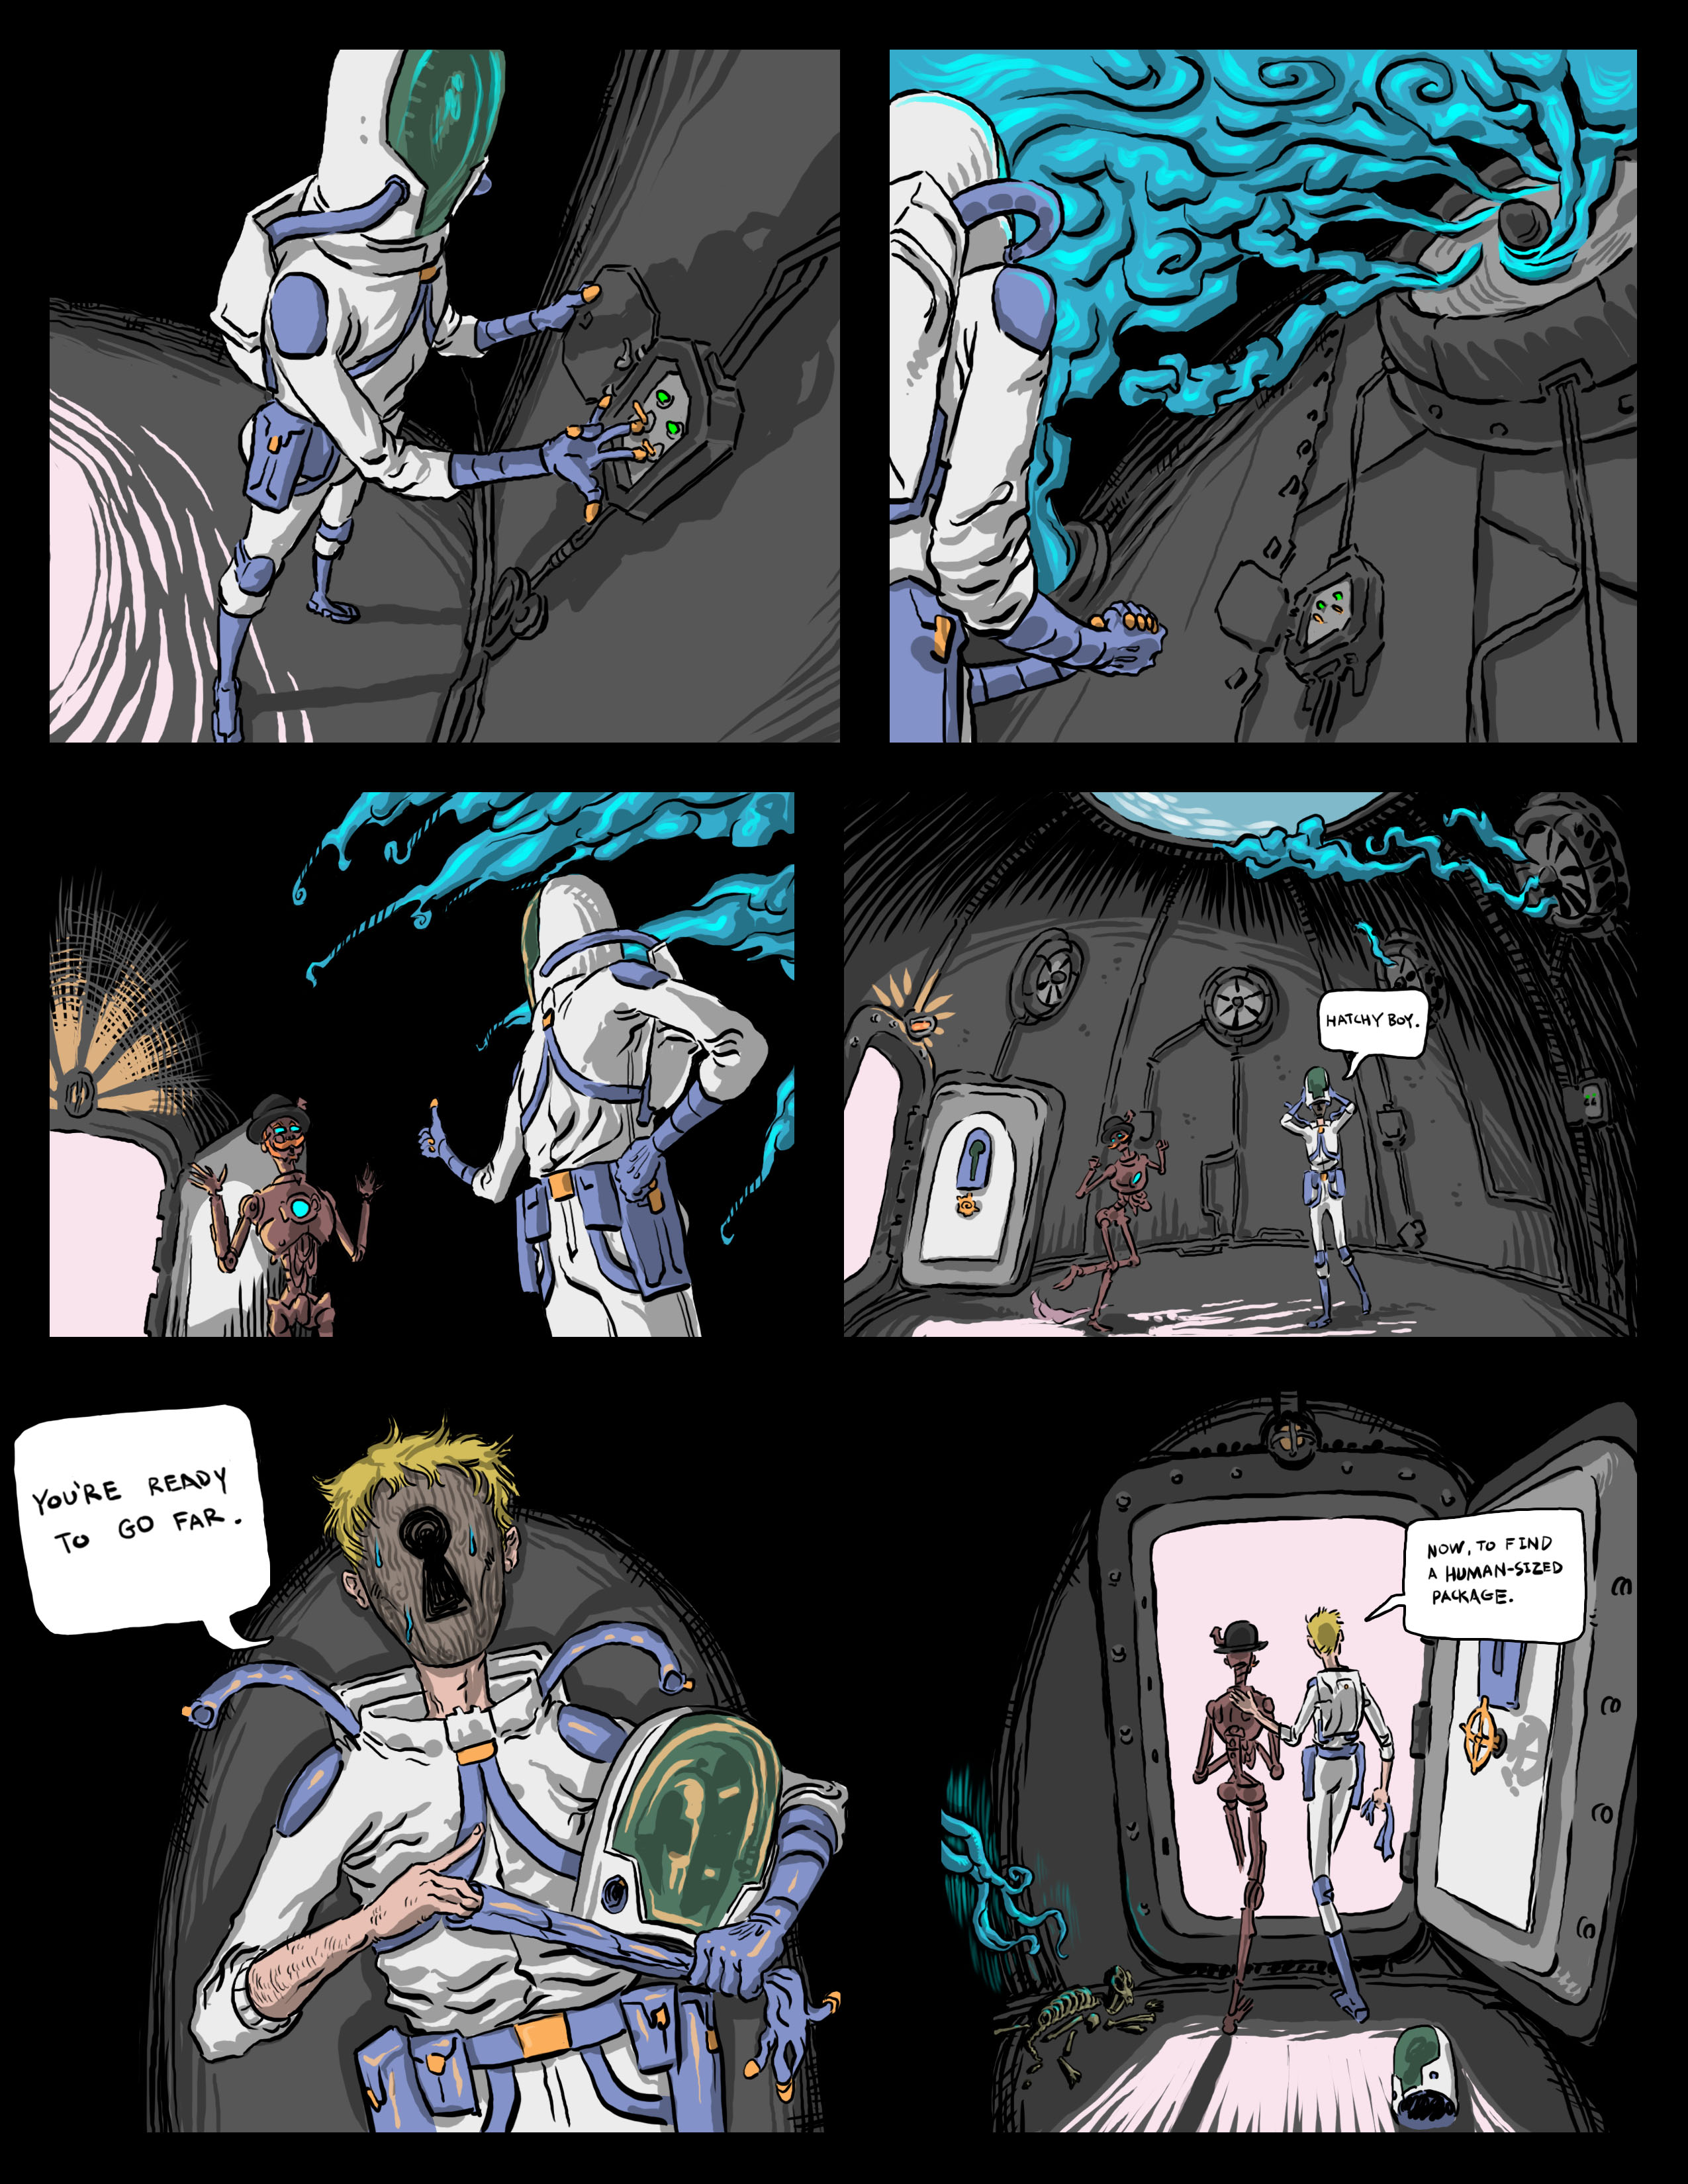 HATCHY BOY.
YOU'RE READY
TO GO FAR.
NOW, TO FIND
A HUMAN-SIZED
PACKAGE.